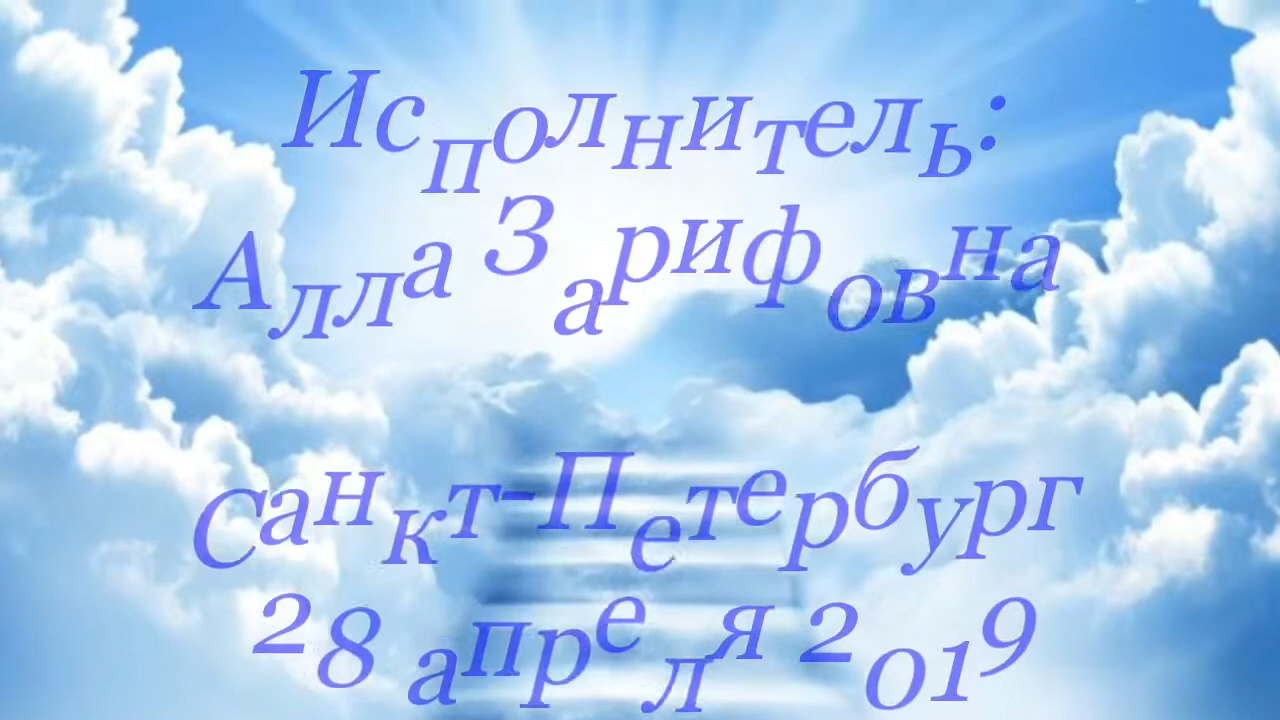 Исполнитель:
Алла Зарифовна
Санкт-Петербург
28 апреля 2019